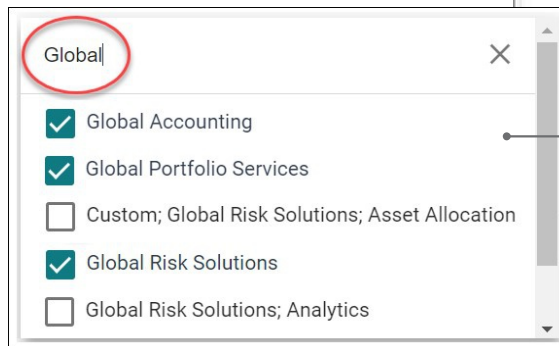 Global
Global Accounting
Global Portfolio Services
Custom; Global Risk Solutions; Asset Allocation
Global Risk Solutions
Global Risk Solutions; Analytics